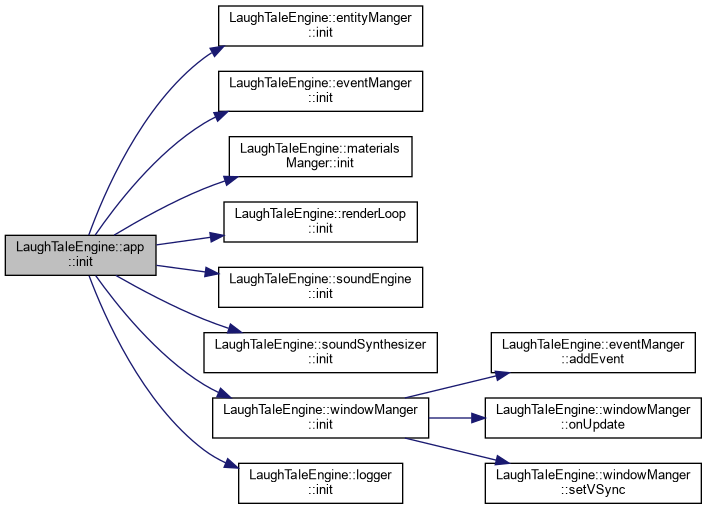 LaughTaleEngine::entityManger
::init
LaughTaleEngine::eventManger
::init
LaughTaleEngine::materials
Manger::init
LaughTaleEngine::renderLoop
::init
LaughTaleEngine::app
::init
LaughTaleEngine::soundEngine
::init
LaughTaleEngine::soundSynthesizer
::init
LaughTaleEngine::eventManger
::addEvent
LaughTaleEngine::windowManger
::init
LaughTaleEngine::windowManger
::onUpdate
LaughTaleEngine::logger
::init
LaughTaleEngine::windowManger
::setVSync